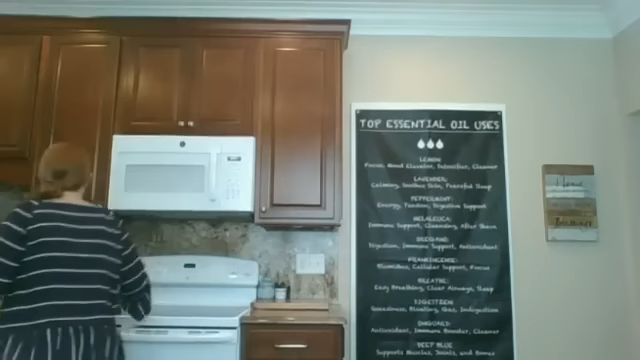 TOP ESSENTIAL OIL USES
LEMON:
Focus, Mood Elevator, Detoxifier, Cleaner
LAVENDER:
Calming, Soothes Skin, Peaceful Sleep
PEPPERMINT:
Energy, Tension, Digestive Support
MELALEUCA:
Immune Support, Cleansing, After Shave
OREGANO:
Digestion, Immune Support, Antioxidant
FRANKINCENSE:
Blemishes, Cellular Support, Focus
BREATHE:
Easy Breathing, Clear Airways, Sleep
DIGESTZEN:
Queasiness, Bloating, Gas, Indigestion
ONGUARD:
Antioxidant, Immune Booster, Cleaner
DEEP BLUE
Supports Muscles, Joints, and Bones
Home